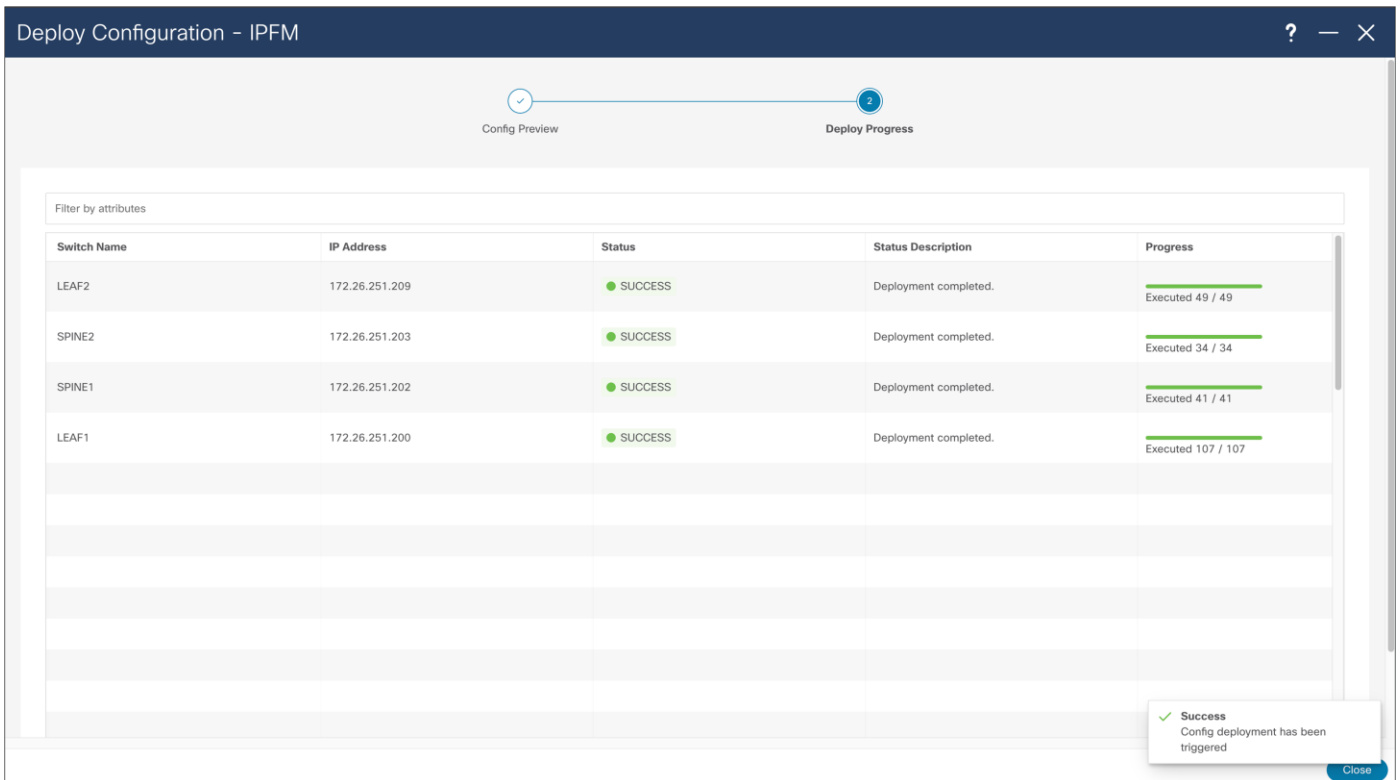 Deploy Configuration - IPFM
? — ×
2
Config Preview
Deploy Progress
Filter by attributes
Switch Name IP Address Status Status Description Progress
LEAF2 172.26.251.209 SUCCESS Deployment completed. Executed 49 / 49
SPINE2 172.26.251.203 SUCCESS Deployment completed. Executed 34 / 34
SPINE1 172.26.251.202 SUCCESS Deployment completed. Executed 41 / 41
LEAF1 172.26.251.200 SUCCESS Deployment completed. Executed 107 / 107
Success
Config deployment has been
triggered
Close